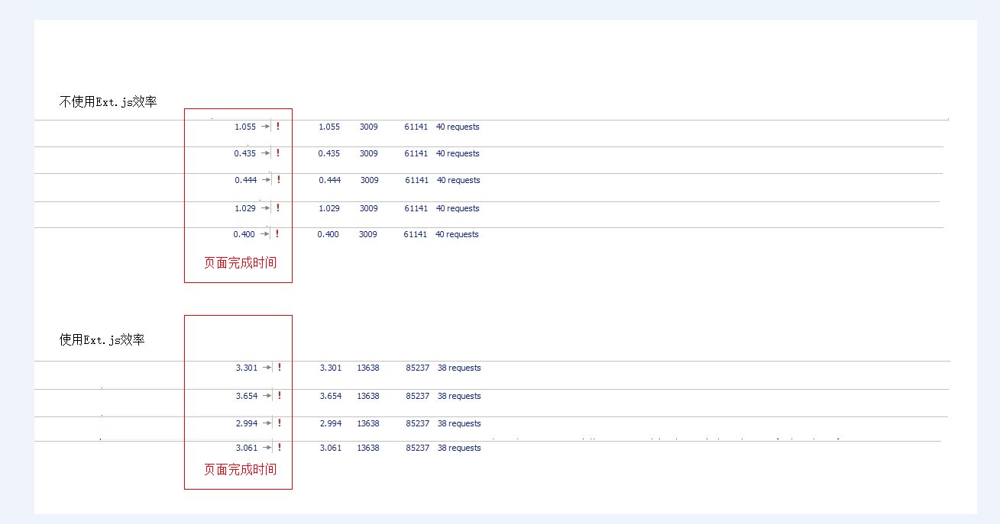 不使用Ext.js效率
1.055 → ! 1.055 3009 61141 40 requests
0.435 → ! 0.435 3009 61141 40 requests
0.444 → ! 0.444 3009 61141 40 requests
1.029 → ! 1.029 3009 61141 40 requests
0.400 → ! 0.400 3009 61141 40 requests
页面完成时间
使用Ext.js效率
3.301 → ! 3.301 13638 85237 38 requests
3.654 → ! 3.654 13638 85237 38 requests
2.994 → ! 2.994 13638 85237 38 requests
3.061 → ! 3.061 13638 85237 38 requests
页面完成时间